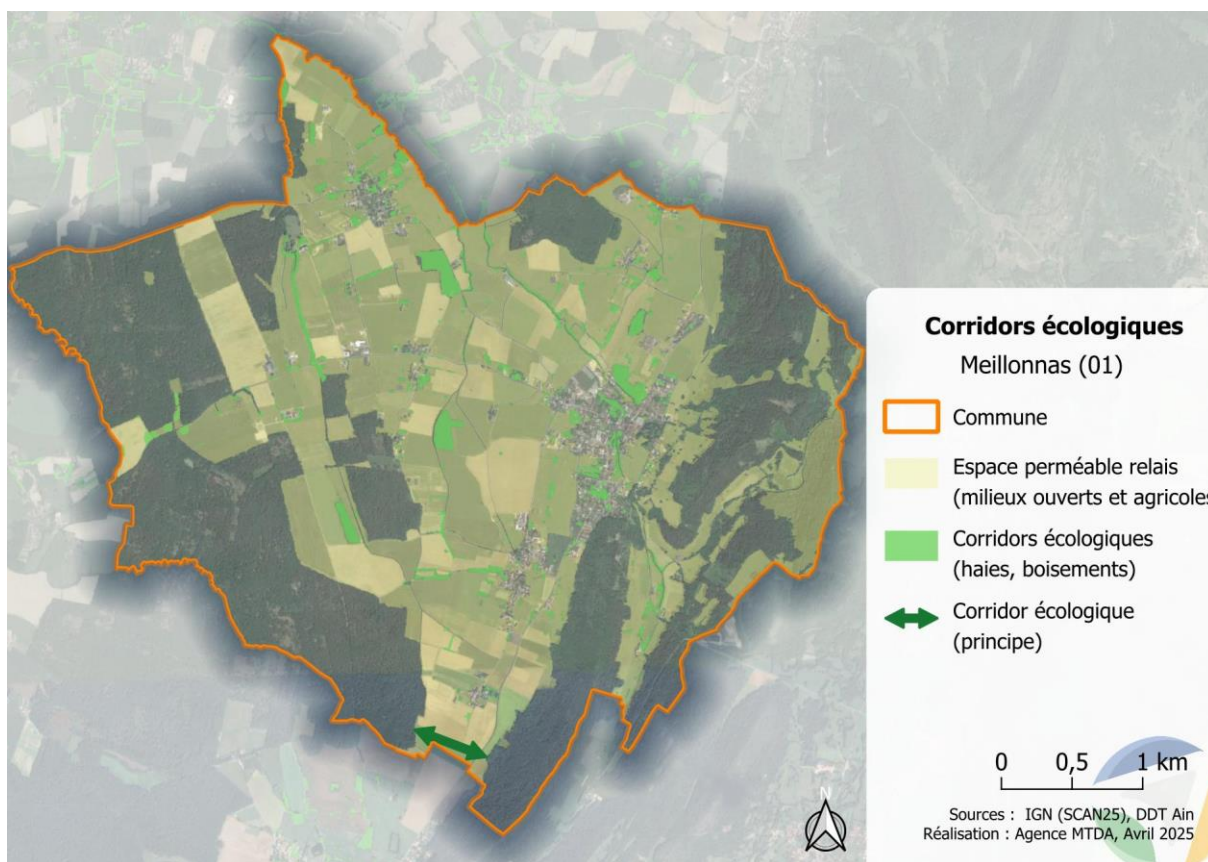 Corridors écologiques
Meillonnas (01)
Commune
Espace perméable relais
(milieux ouverts et agricoles
Corridors écologiques
(haies, boisements)
Corridor écologique
(principe)
0 0,5 1 km
N
Sources : IGN (SCAN25), DDT Ain
Réalisation : Agence MTDA, Avril 2025